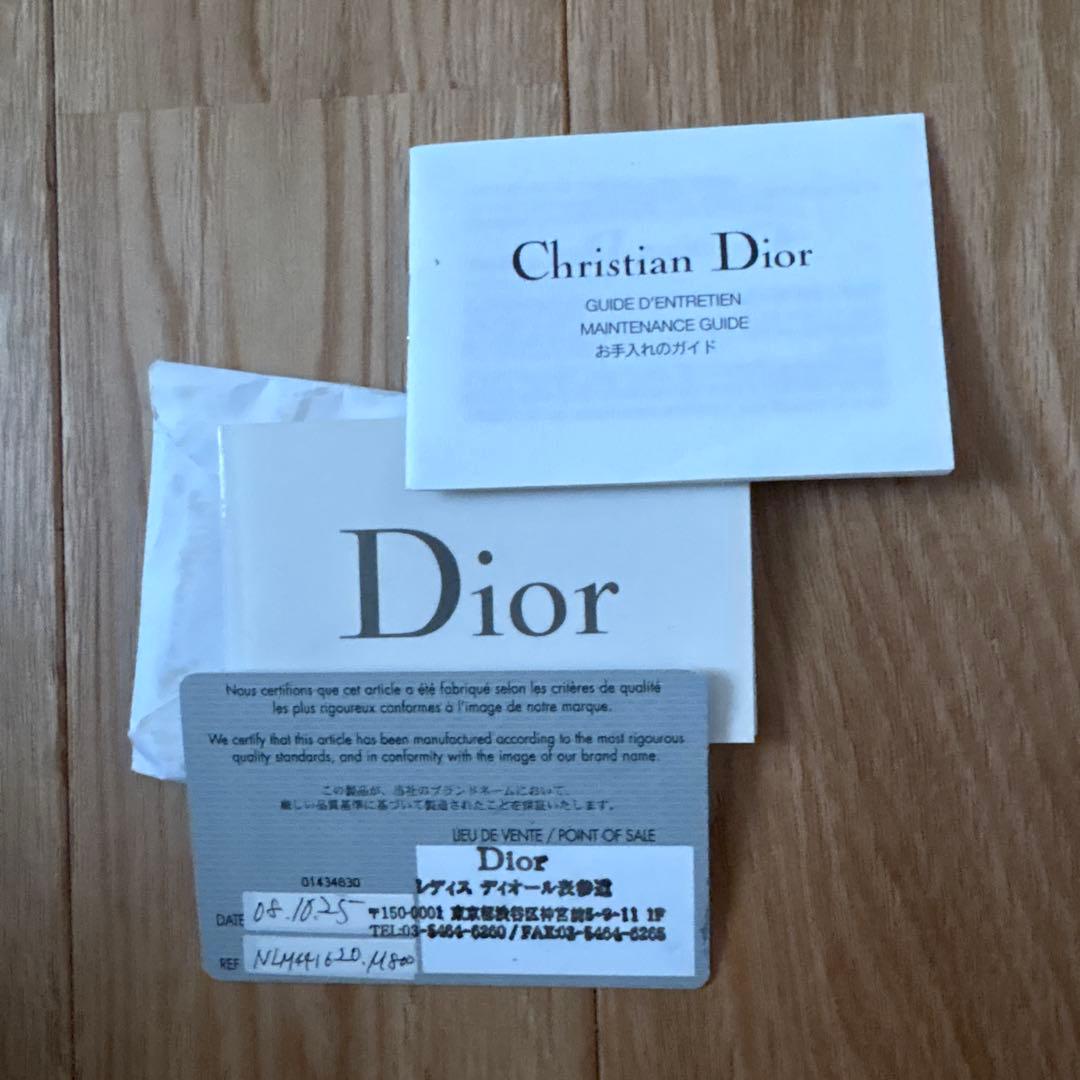 Christian Dior
GUIDE D'ENTRETIEN
MAINTENANCE GUIDE
お手入れのガイド
Dior
Nous certifions que cet article a été fabriqué selon les critères de qualité
les plus rigoureux conformes à l'image de notre marque.
We certify that this article has been manufactured according to the most rigourous
quality standards, and in conformity with the image of our brand name.
この製品が、当社のブランドネームにおいて、
厳しい品質基準に基づいて製造されたことを保証いたします。
LIEU DE VENTE / POINT OF SALE
Dior
レディス ディオール表参道
〒150-0001 東京都渋谷区神宮前5-9-11 1F
TEL:03-5464-6260 / FAX:03-5464-6265
01434630
DATE 08.10.25
REF NLM441620.M800